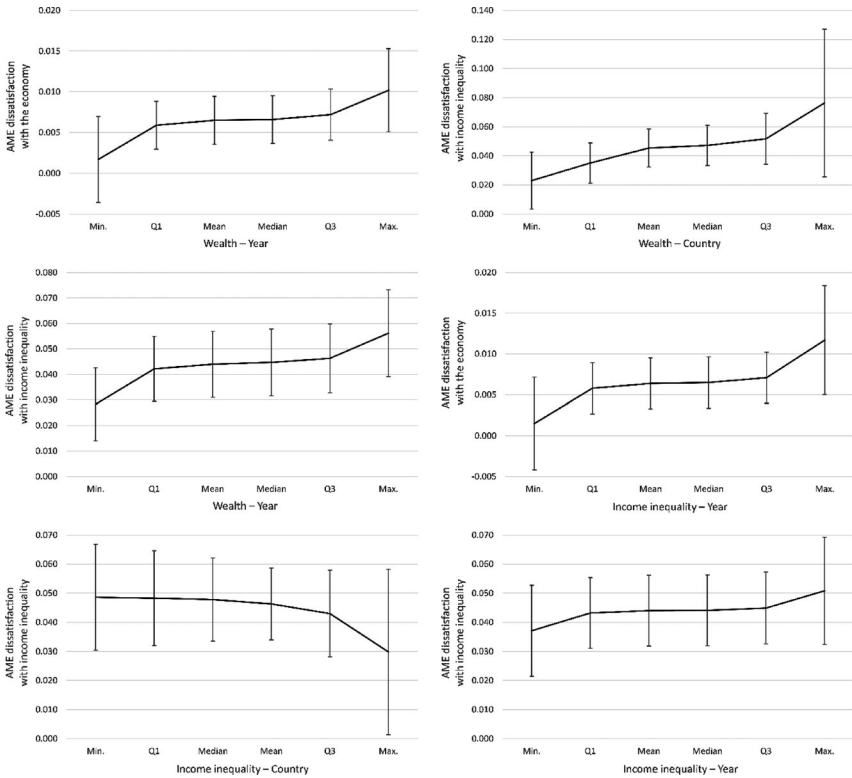 AME dissatisfaction
with the economy
0.020
0.015
0.010
0.005
0.000
-0.005
Min. Q1 Mean Median Q3 Max.
Wealth – Year
AME dissatisfaction
with income inequality
0.140
0.120
0.100
0.080
0.060
0.040
0.020
0.000
Min. Q1 Mean Median Q3 Max.
Wealth – Country
AME dissatisfaction
with income inequality
0.080
0.070
0.060
0.050
0.040
0.030
0.020
0.010
0.000
Min. Q1 Mean Median Q3 Max.
Wealth – Year
AME dissatisfaction
with the economy
0.020
0.015
0.010
0.005
0.000
-0.005
Min. Q1 Mean Median Q3 Max.
Income inequality – Year
AME dissatisfaction
with income inequality
0.070
0.060
0.050
0.040
0.030
0.020
0.010
0.000
Min. Q1 Median Mean Q3 Max.
Income inequality – Country
AME dissatisfaction
with income inequality
0.070
0.060
0.050
0.040
0.030
0.020
0.010
0.000
Min. Q1 Mean Median Q3 Max.
Income inequality – Year